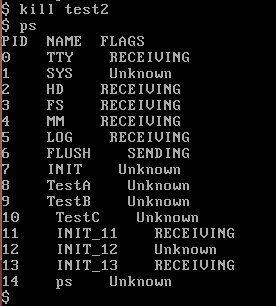 $ kill test2
$ ps
PID  NAME  FLAGS
0    TTY    RECEIVING
1    SYS    Unknown
2    HD    RECEIVING
3    FS    RECEIVING
4    MM    RECEIVING
5    LOG    RECEIVING
6    FLUSH    SENDING
7    INIT    Unknown
8    TestA    Unknown
9    TestB    Unknown
10    TestC    Unknown
11    INIT_11    RECEIVING
12    INIT_12    Unknown
13    INIT_13    RECEIVING
14    ps    Unknown
$